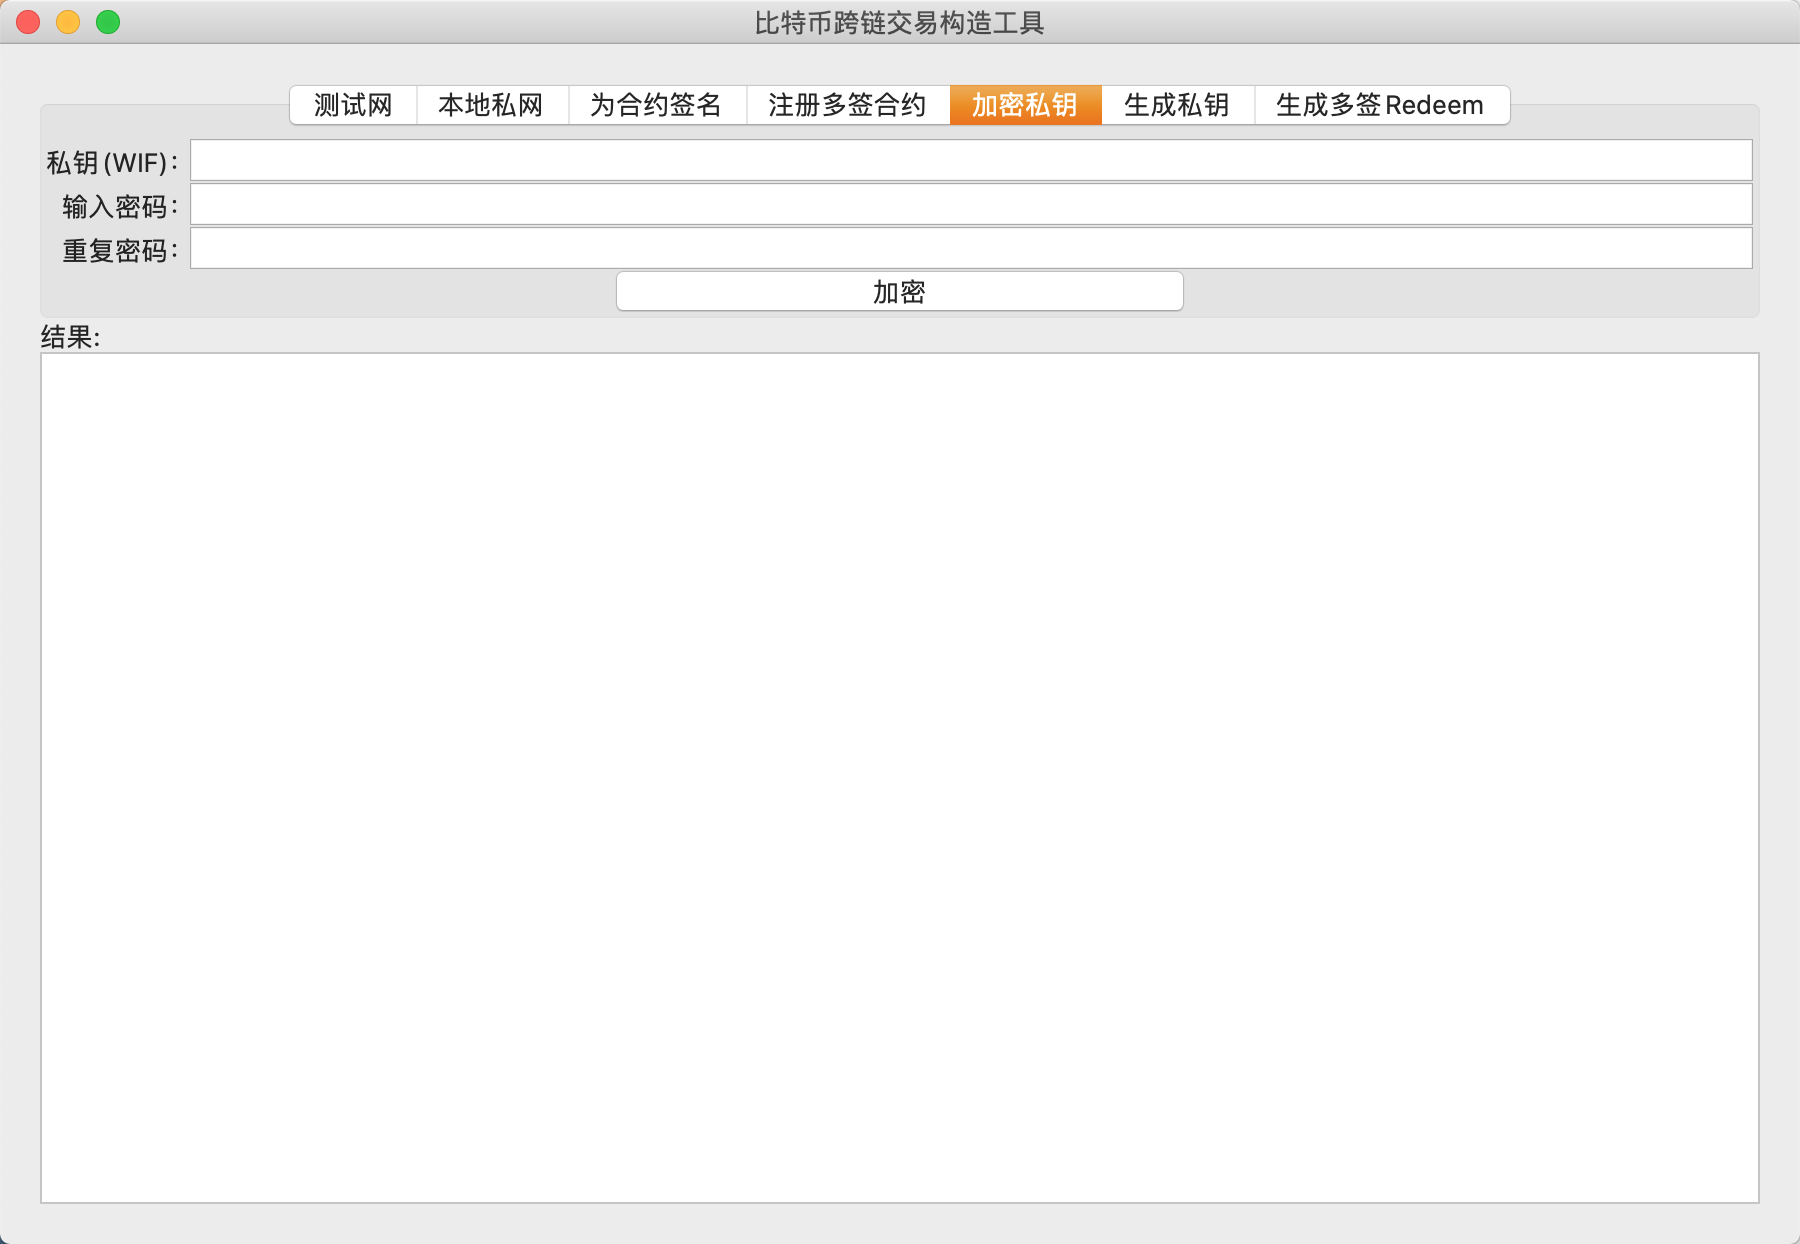 比特币跨链交易构造工具
测试网 本地私网 为合约签名 注册多签合约 加密私钥 生成私钥 生成多签Redeem
私钥(WIF)：
输入密码：
重复密码：
加密
结果: